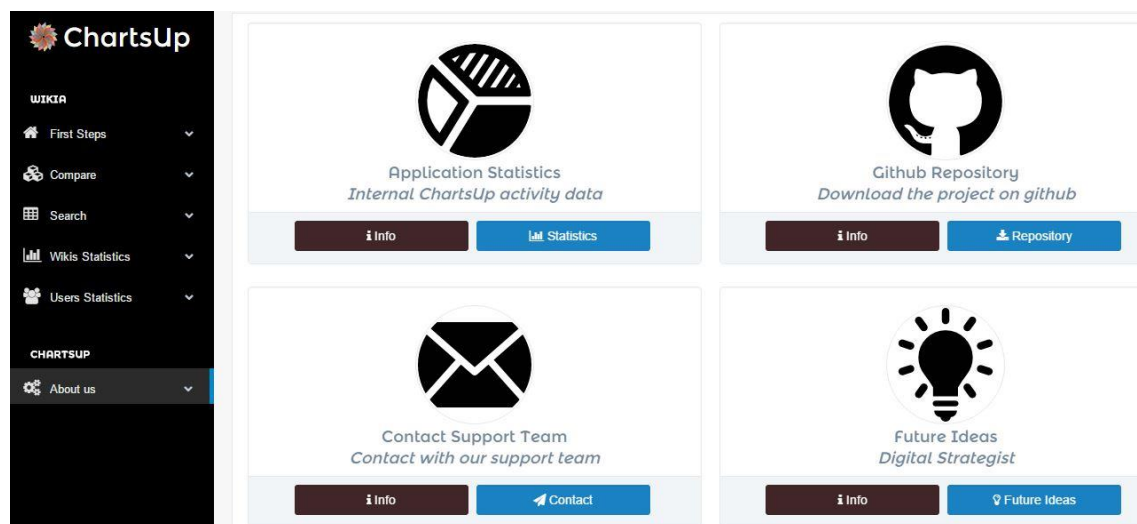 ChartsUp
WIKIA
First Steps
Compare
Search
Wikis Statistics
Users Statistics
CHARTSUP
About us
Application Statistics
Internal ChartsUp activity data
Info
Statistics
Github Repository
Download the project on github
Info
Repository
Contact Support Team
Contact with our support team
Info
Contact
Future Ideas
Digital Strategist
Info
Future Ideas